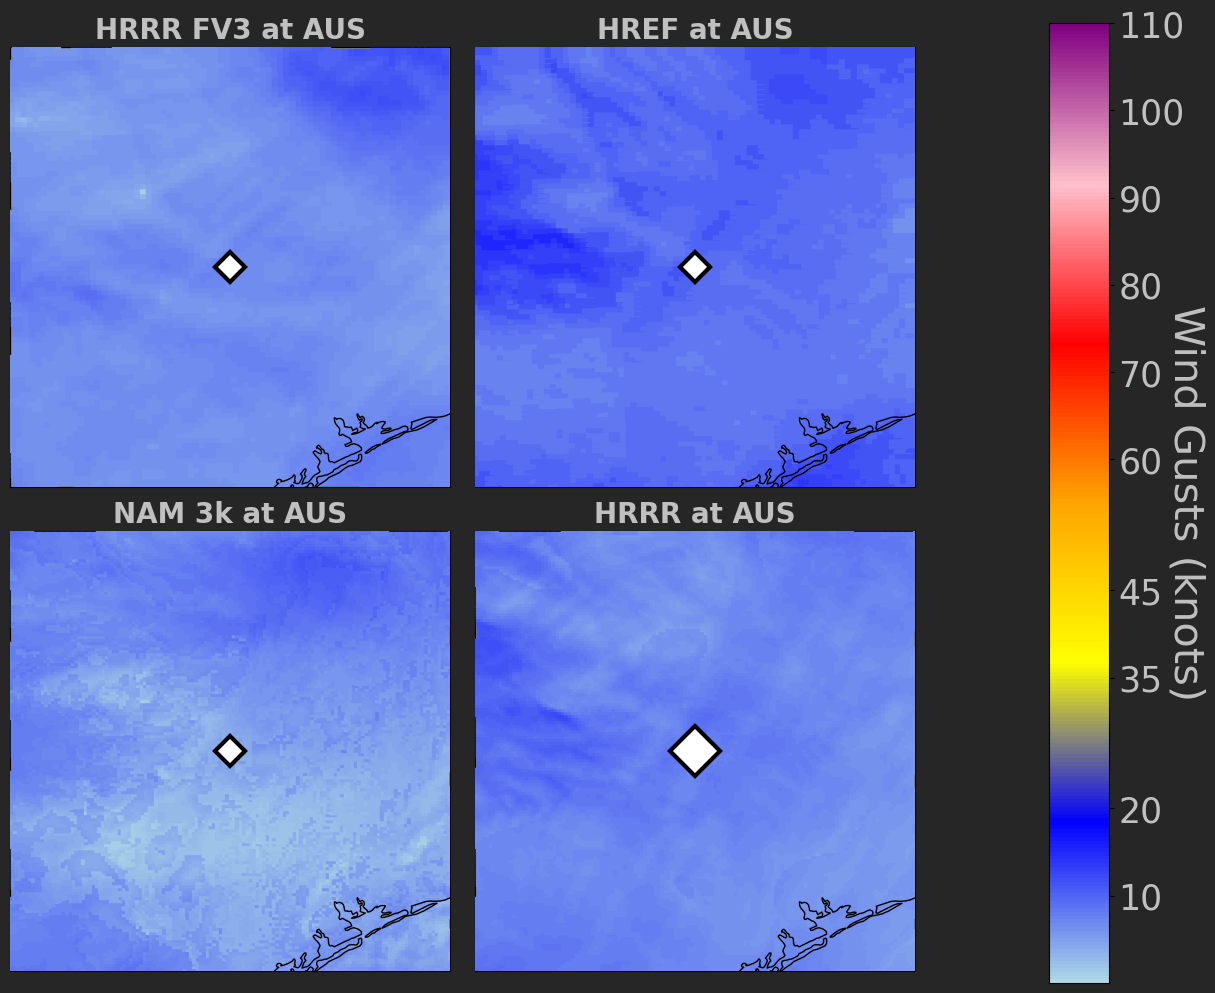 HRRR FV3 at AUS
HREF at AUS
NAM 3k at AUS
HRRR at AUS
110
100
90
80
70
60
45
35
20
10
Wind Gusts (knots)